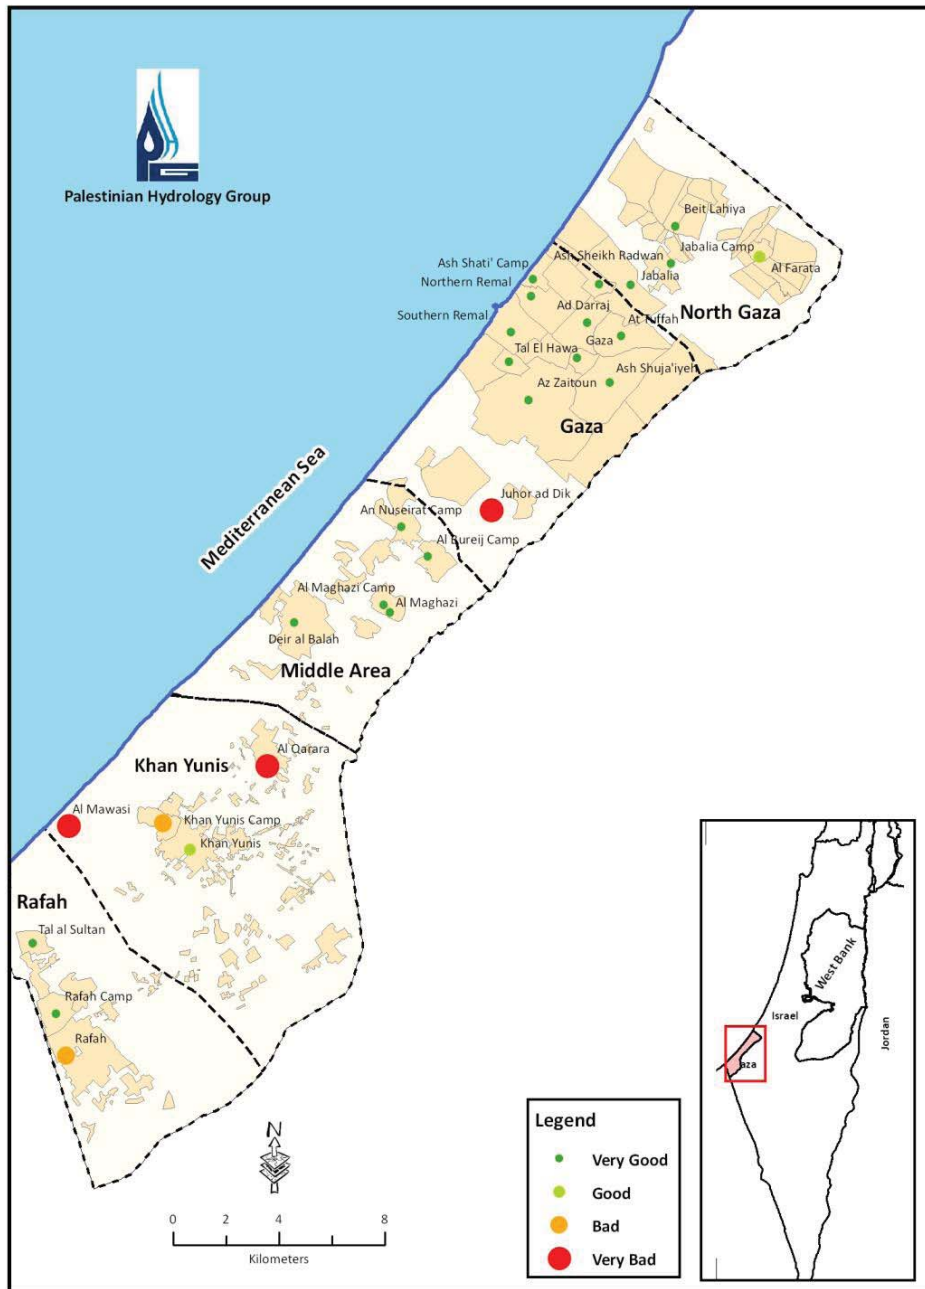 Palestinian Hydrology Group
Beit Lahiya
Jabalia Camp
Ash Sheikh Radwan
Al Farata
Ash Shati' Camp
Jabalia
Northern Remal
North Gaza
Ad Darraj
Southern Remal
At Tuffah
Gaza
Tal El Hawa
Ash Shuja'iyeh
Az Zaitoun
Gaza
Mediterranean Sea
Juhor ad Dik
An Nuseirat Camp
Al Bureij Camp
Al Maghazi Camp
Al Maghazi
Deir al Balah
Middle Area
Al Qarara
Khan Yunis
Al Mawasi
Khan Yunis Camp
Khan Yunis
Rafah
Tal al Sultan
Rafah Camp
Rafah
N
0 2 4 8
Kilometers
Legend
Very Good
Good
Bad
Very Bad
West Bank
Israel
Jordan
aza